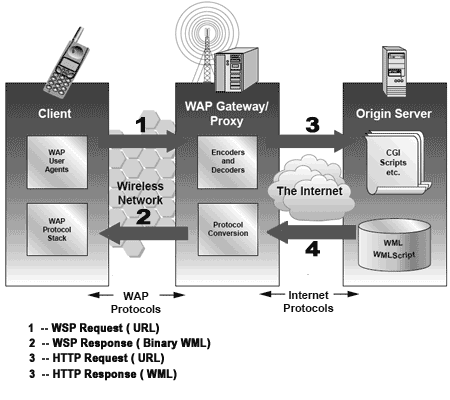 Client
WAP Gateway/
Proxy
Origin Server
1
3
WAP
User
Agents
Encoders
and
Decoders
CGI
Scripts
etc.
Wireless
Network
The Internet
2
4
WAP
Protocol
Stack
Protocol
Conversion
WML
WMLScript
WAP
Protocols
Internet
Protocols
1 -- WSP Request ( URL)
2 -- WSP Response ( Binary WML)
3 -- HTTP Request ( URL)
3 -- HTTP Response ( WML)